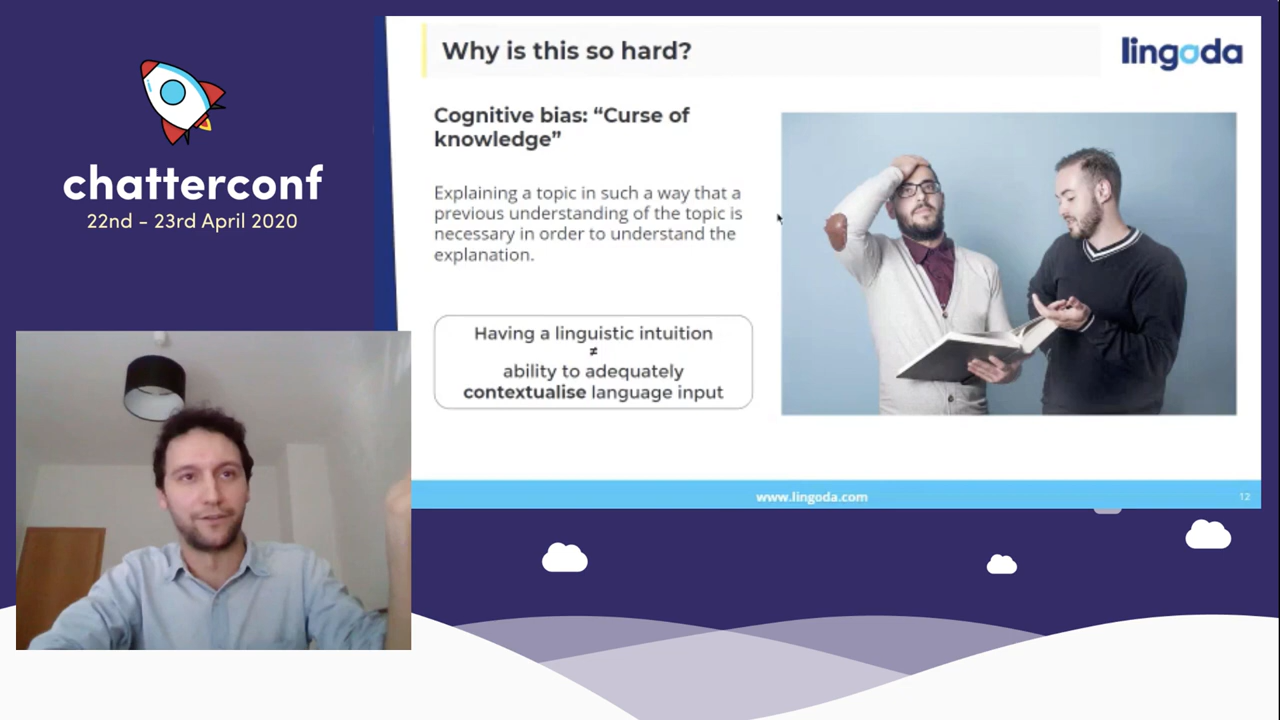 chatterconf
22nd - 23rd April 2020
Why is this so hard?
lingoda
Cognitive bias: “Curse of
knowledge”
Explaining a topic in such a way that a
previous understanding of the topic is
necessary in order to understand the
explanation.
Having a linguistic intuition
≠
ability to adequately
contextualise language input
www.lingoda.com
12